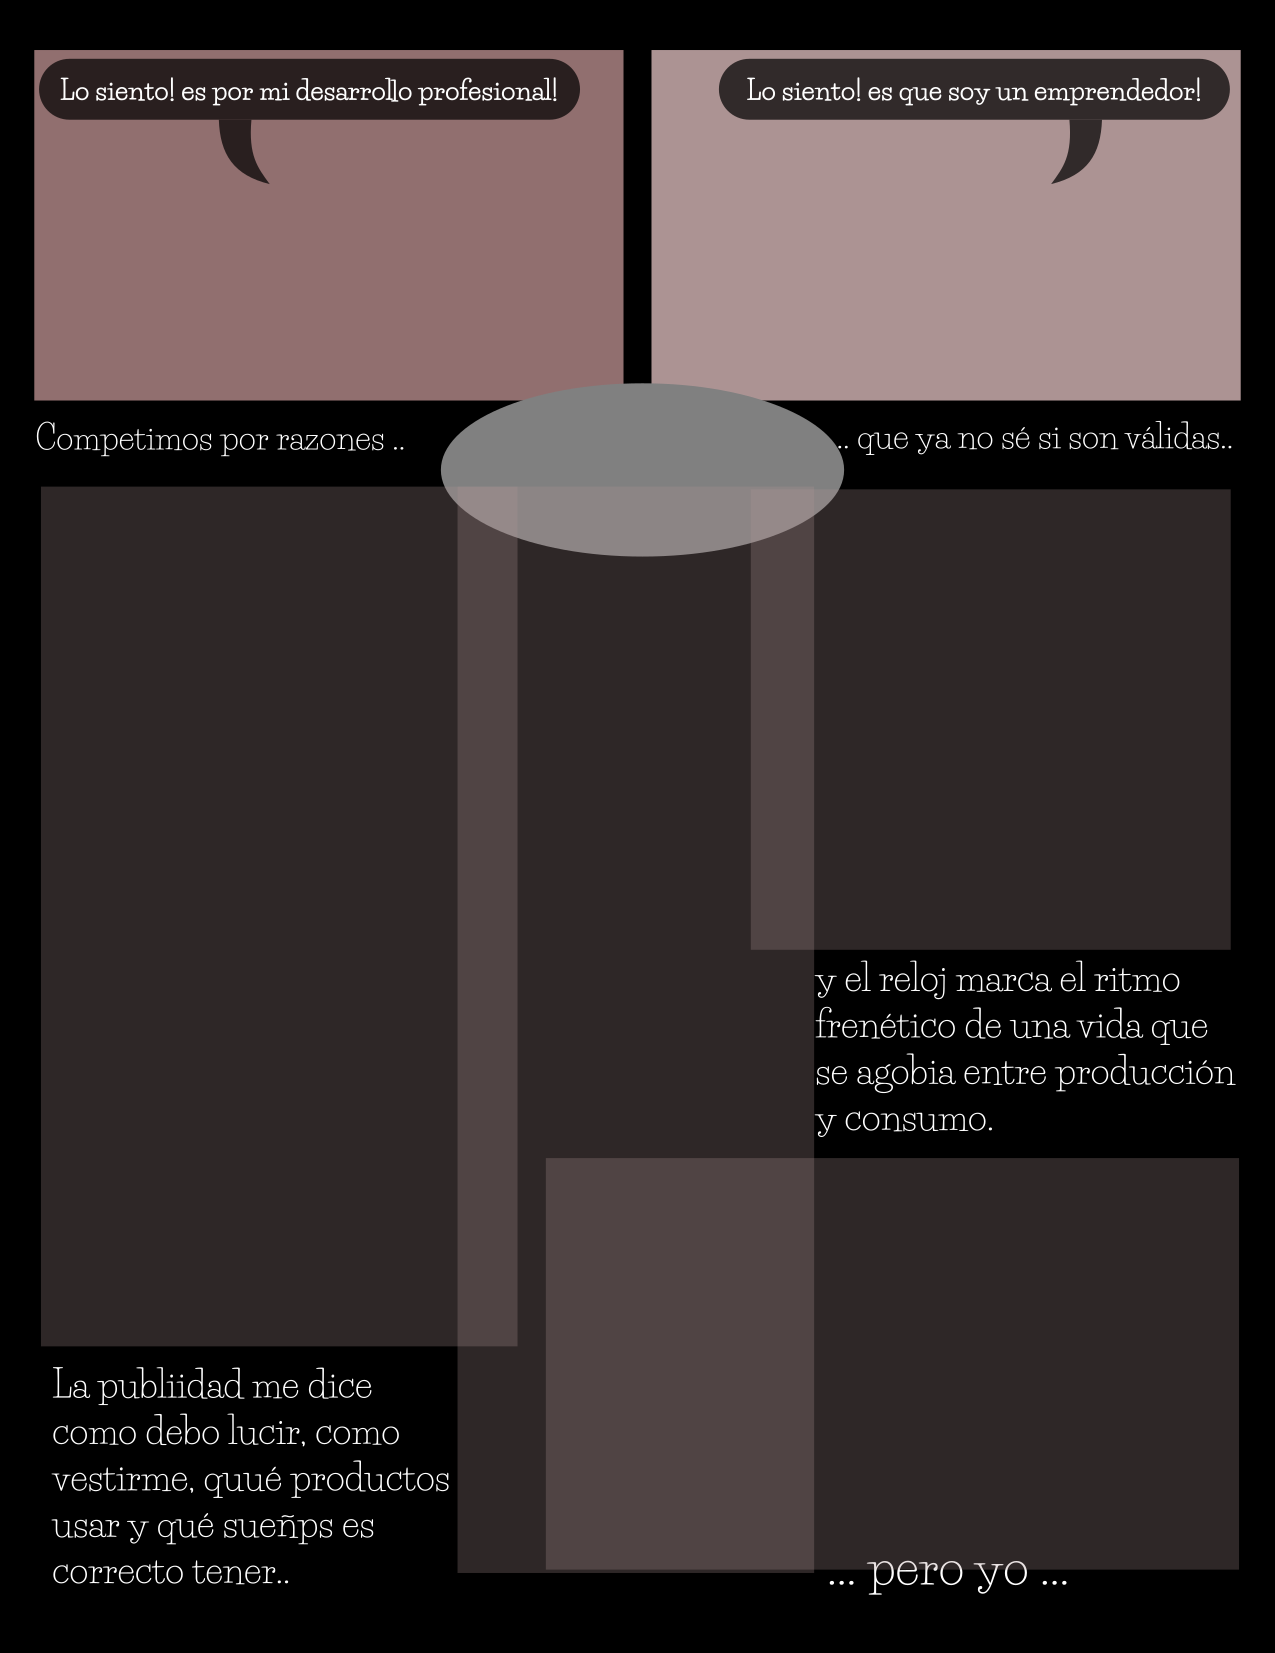 Lo siento! es por mi desarrollo profesional!
Lo siento! es que soy un emprendedor!
Competimos por razones ..
.. que ya no sé si son válidas..
y el reloj marca el ritmo
frenético de una vida que
se agobia entre producción
y consumo.
La publiidad me dice
como debo lucir, como
vestirme, quué productos
usar y qué sueñps es
correcto tener..
... pero yo ...